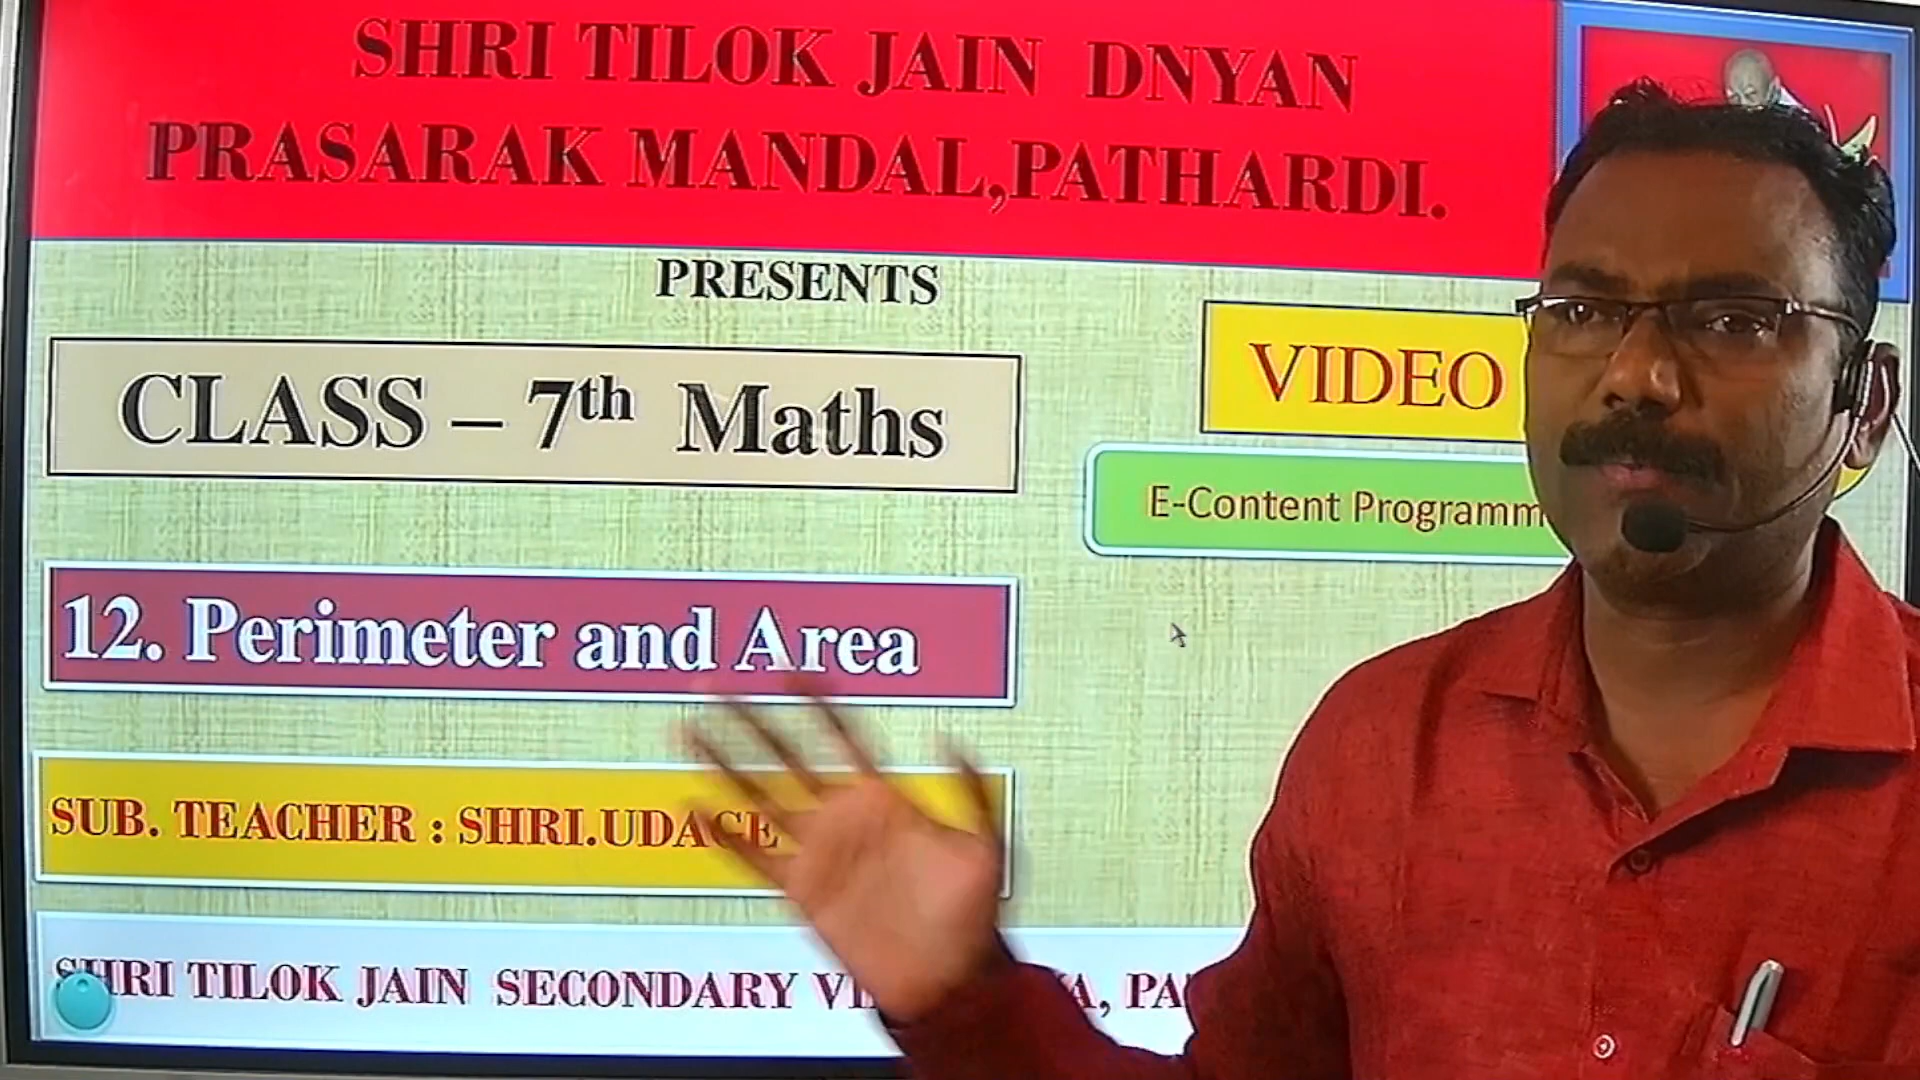 SHRI TILOK JAIN DNYAN
PRASARAK MANDAL,PATHARDI.
PRESENTS
CLASS – 7th Maths
VIDEO
E-Content Programm
12. Perimeter and Area
SUB. TEACHER : SHRI.UDAGE
SHRI TILOK JAIN SECONDARY